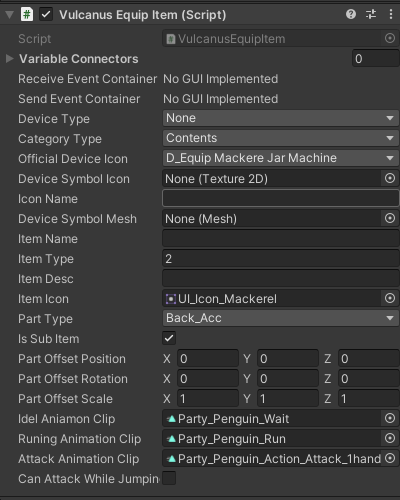 Vulcanus Equip Item (Script)
Script VulcanusEquipItem
Variable Connectors 0
Receive Event Container No GUI Implemented
Send Event Container No GUI Implemented
Device Type None
Category Type Contents
Official Device Icon D_Equip Mackere Jar Machine
Device Symbol Icon None (Texture 2D)
Icon Name
Device Symbol Mesh None (Mesh)
Item Name
Item Type 2
Item Desc
Item Icon UI_Icon_Mackerel
Part Type Back_Acc
Is Sub Item
Part Offset Position X 0 Y 0 Z 0
Part Offset Rotation X 0 Y 0 Z 0
Part Offset Scale X 1 Y 1 Z 1
Idel Aniamon Clip Party_Penguin_Wait
Runing Animation Clip Party_Penguin_Run
Attack Animation Clip Party_Penguin_Action_Attack_1hand
Can Attack While Jumpin